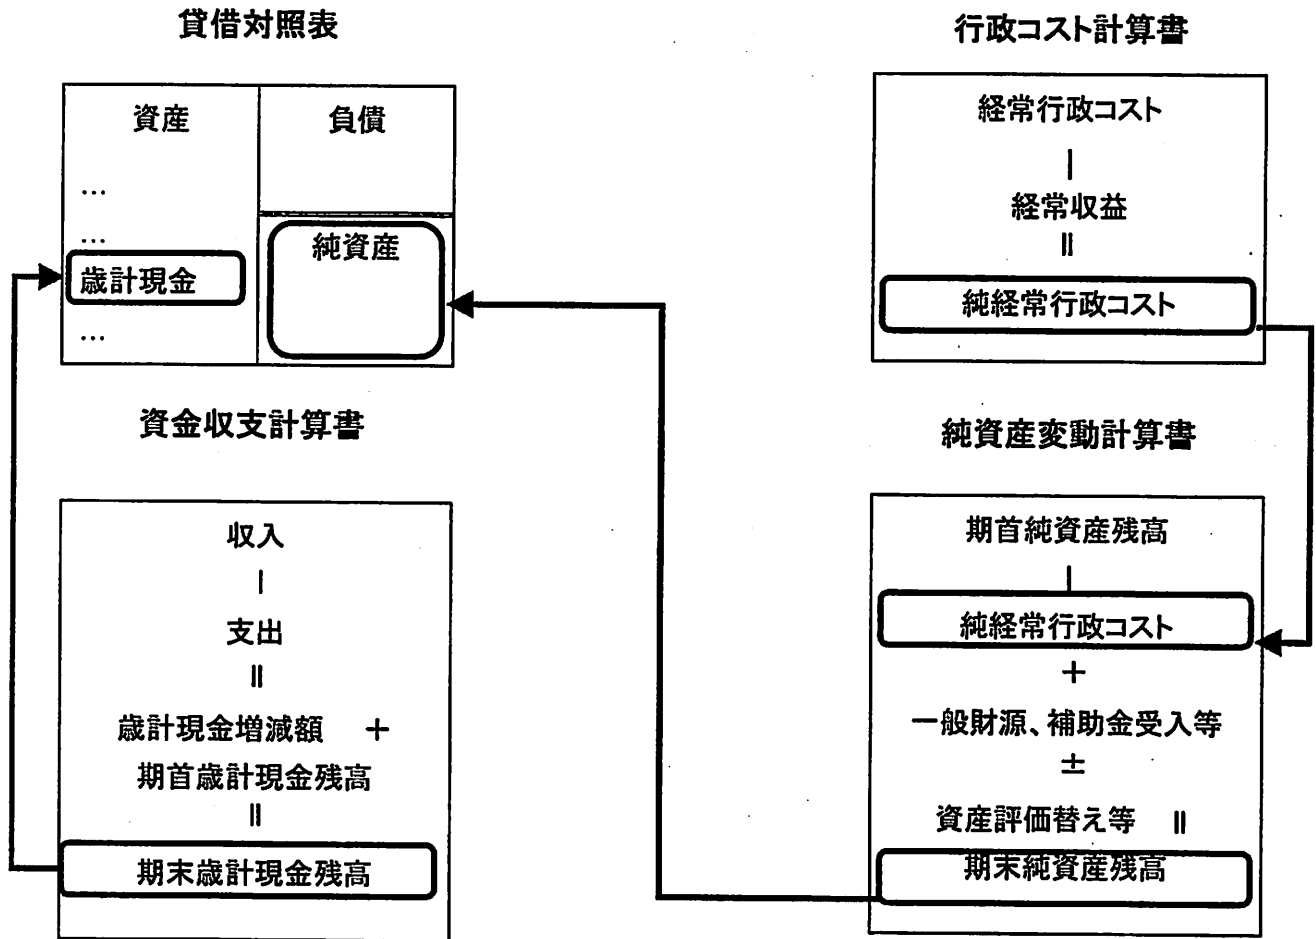 貸借対照表
資産
負債
…
…
純資産
歳計現金
…
行政コスト計算書
経常行政コスト
―
経常収益
=
純経常行政コスト
資金収支計算書
収入
―
支出
=
歳計現金増減額 +
期首歳計現金残高
=
期末歳計現金残高
純資産変動計算書
期首純資産残高
―
純経常行政コスト
+
一般財源、補助金受入等
±
資産評価替え等 =
期末純資産残高